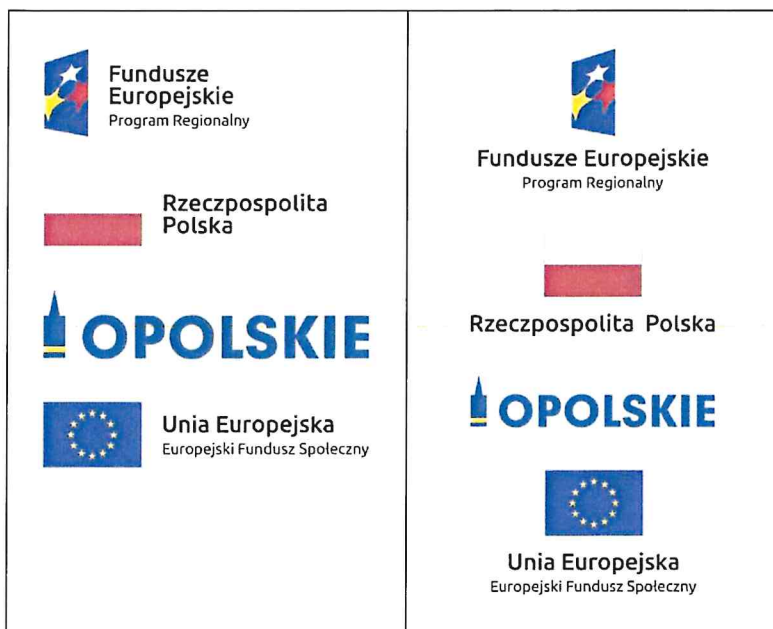 Fundusze
Europejskie
Program Regionalny
Rzeczpospolita
Polska
OPOLSKIE
Unia Europejska
Europejski Fundusz Społeczny
Fundusze Europejskie
Program Regionalny
Rzeczpospolita Polska
OPOLSKIE
Unia Europejska
Europejski Fundusz Społeczny